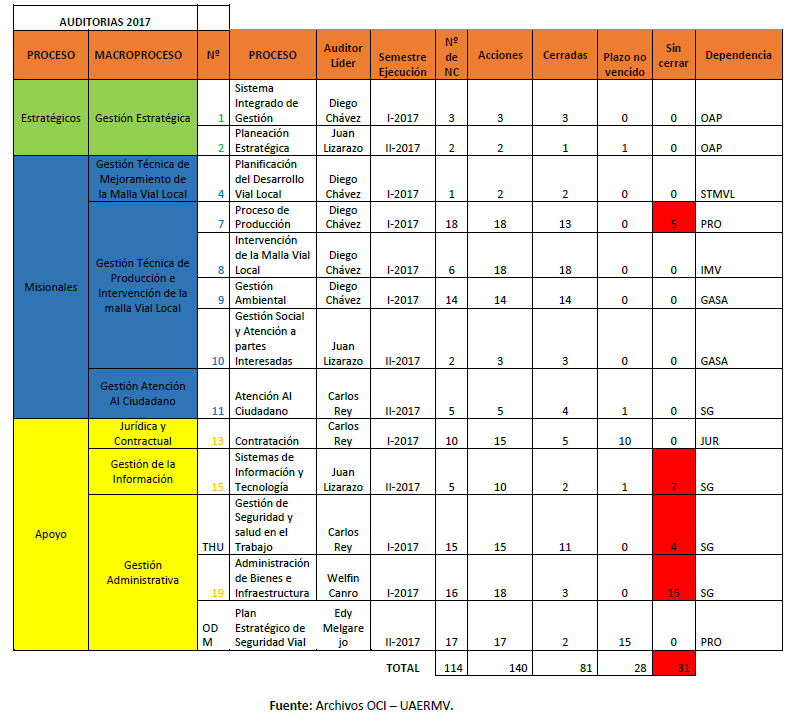 AUDITORIAS 2017
PROCESO MACROPROCESO Nº PROCESO Auditor Líder Semestre Ejecución Nº de NC Acciones Cerradas Plazo no vencido Sin cerrar Dependencia
Estratégicos Gestión Estratégica 1 Sistema Integrado de Gestión Diego Chávez I-2017 3 3 3 0 0 OAP
2 Planeación Estratégica Juan Lizarazo II-2017 2 2 1 1 0 OAP
Misionales Gestión Técnica de Mejoramiento de la Malla Vial Local 4 Planificación del Desarrollo Vial Local Diego Chávez I-2017 1 2 2 0 0 STMVL
Gestión Técnica de Producción e Intervención de la malla Vial Local 7 Proceso de Producción Diego Chávez I-2017 18 18 13 0 5 PRO
8 Intervención de la Malla Vial Local Diego Chávez I-2017 6 18 18 0 0 IMV
9 Gestión Ambiental Diego Chávez I-2017 14 14 14 0 0 GASA
10 Gestión Social y Atención a partes Interesadas Juan Lizarazo II-2017 2 3 3 0 0 GASA
Gestión Atención Al Ciudadano 11 Atención Al Ciudadano Carlos Rey II-2017 5 5 4 1 0 SG
Apoyo Jurídica y Contractual 13 Contratación Carlos Rey I-2017 10 15 5 10 0 JUR
Gestión de la Información 15 Sistemas de Información y Tecnología Juan Lizarazo II-2017 5 10 2 1 7 SG
Gestión Administrativa THU Gestión de Seguridad y salud en el Trabajo Carlos Rey I-2017 15 15 11 0 4 SG
19 Administración de Bienes e Infraestructura Welfin Canro I-2017 16 18 3 0 15 SG
OD M Plan Estratégico de Seguridad Vial Edy Melgare jo II-2017 17 17 2 15 0 PRO
TOTAL 114 140 81 28 31
Fuente: Archivos OCI – UAERMV.